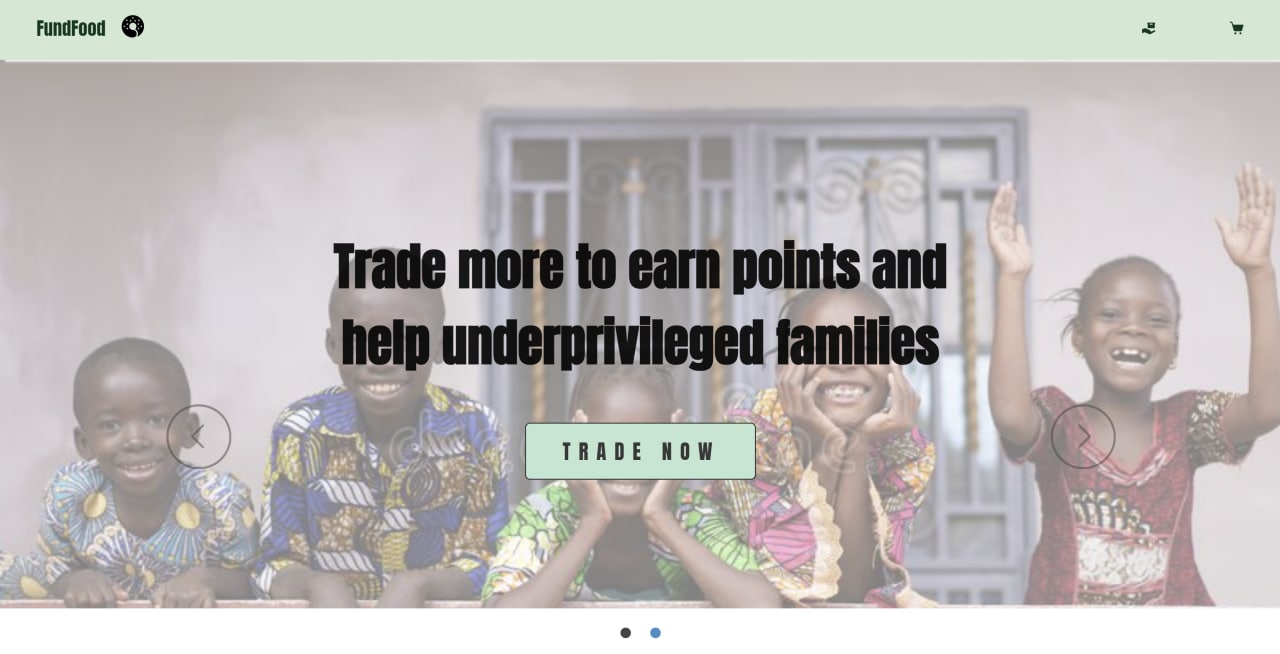 FundFood
Trade more to earn points and
help underprivileged families
TRADE NOW